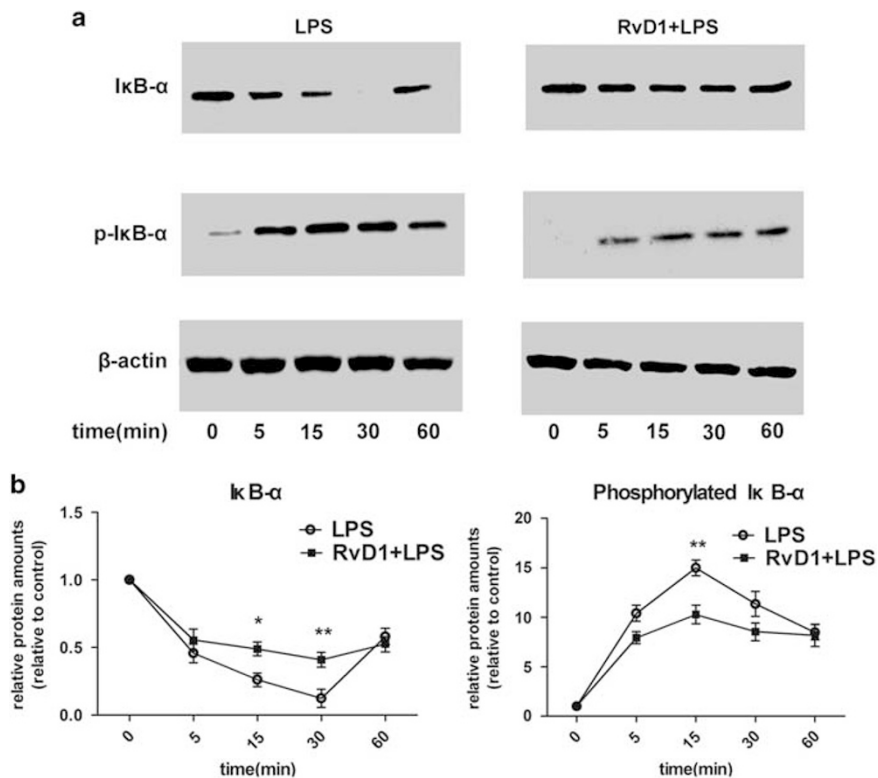 a
LPS RvD1+LPS
IκB-α
p-IκB-α
β-actin
time(min) 0 5 15 30 60 0 5 15 30 60
b
Iκ B-α
relative protein amounts
(relative to control)
1.5
1.0
0.5
0.0
LPS
RvD1+LPS
*
**
0 5 15 30 60
time(min)
Phosphorylated Iκ B-α
relative protein amounts
(relative to control)
20
15
10
5
0
LPS
RvD1+LPS
**
0 5 15 30 60
time(min)